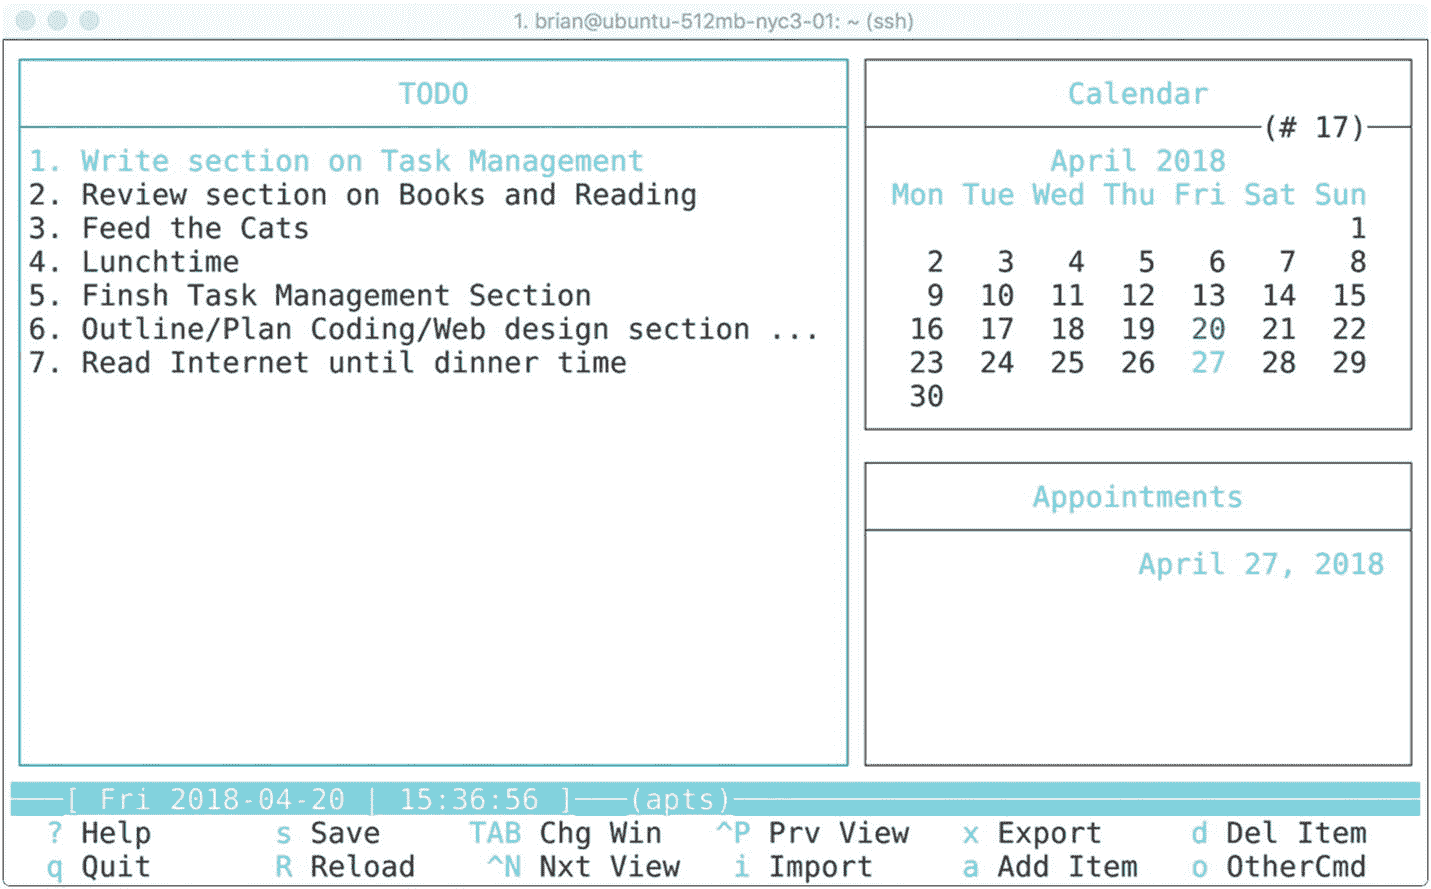 1. brian@ubuntu-512mb-nyc3-01: ~ (ssh)
TODO
1. Write section on Task Management
2. Review section on Books and Reading
3. Feed the Cats
4. Lunchtime
5. Finsh Task Management Section
6. Outline/Plan Coding/Web design section ...
7. Read Internet until dinner time
Calendar
(# 17)
April 2018
Mon Tue Wed Thu Fri Sat Sun
1
2 3 4 5 6 7 8
9 10 11 12 13 14 15
16 17 18 19 20 21 22
23 24 25 26 27 28 29
30
Appointments
April 27, 2018
[ Fri 2018-04-20 | 15:36:56 ] (apts)
? Help s Save TAB Chg Win ^P Prv View x Export d Del Item
q Quit R Reload ^N Nxt View i Import a Add Item o OtherCmd